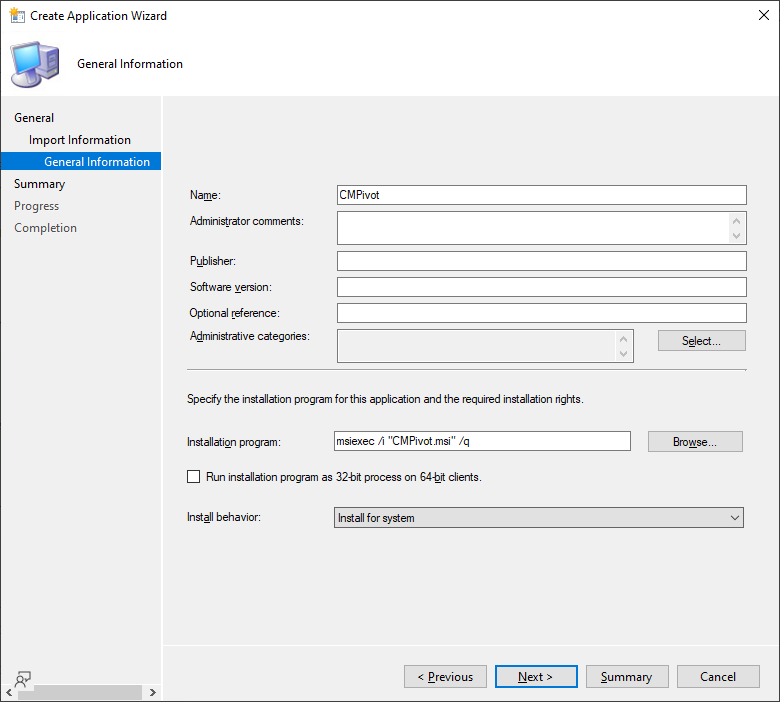 Create Application Wizard
General Information
General
Import Information
General Information
Summary
Progress
Completion
Name:
CMPivot
Administrator comments:
Publisher:
Software version:
Optional reference:
Administrative categories:
Select...
Specify the installation program for this application and the required installation rights.
Installation program:
msiexec /i "CMPivot.msi" /q
Browse...
Run installation program as 32-bit process on 64-bit clients.
Install behavior:
Install for system
< Previous
Next >
Summary
Cancel